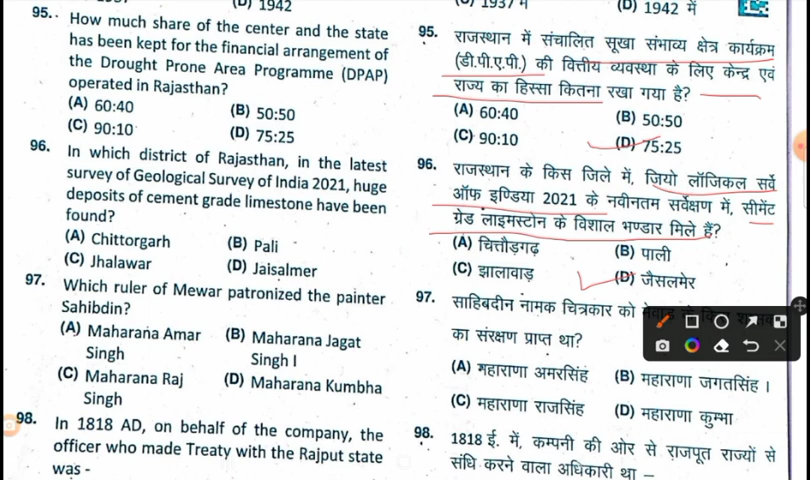 (D) 1942
95.. How much share of the center and the state
has been kept for the financial arrangement of
the Drought Prone Area Programme (DPAP)
operated in Rajasthan?
(A) 60:40 (B) 50:50
(C) 90:10 (D) 75:25
96. In which district of Rajasthan, in the latest
survey of Geological Survey of India 2021, huge
deposits of cement grade limestone have been
found?
(A) Chittorgarh (B) Pali
(C) Jhalawar (D) Jaisalmer
97. Which ruler of Mewar patronized the painter
Sahibdin?
(A) Maharana Amar (B) Maharana Jagat
Singh Singh I
(C) Maharana Raj (D) Maharana Kumbha
Singh
98. In 1818 AD, on behalf of the company, the
officer who made Treaty with the Rajput state
was -
(D) 1942 में
95. राजस्थान में संचालित सूखा संभाव्य क्षेत्र कार्यक्रम
(डी.पी.ए.पी.) की वित्तीय व्यवस्था के लिए केन्द्र एवं
राज्य का हिस्सा कितना रखा गया है?
(A) 60:40 (B) 50:50
(C) 90:10 (D) 75:25
96. राजस्थान के किस जिले में, जियो लॉजिकल सर्वे
ऑफ इण्डिया 2021 के नवीनतम सर्वेक्षण में, सीमेंट
ग्रेड लाइमस्टोन के विशाल भण्डार मिले हैं?
(A) चित्तौड़गढ़ (B) पाली
(C) झालावाड़ (D) जैसलमेर
97. साहिबदीन नामक चित्रकार को
का संरक्षण प्राप्त था?
(A) महाराणा अमरसिंह (B) महाराणा जगतसिंह ।
(C) महाराणा राजसिंह (D) महाराणा कुम्भा
98. 1818 ई. में, कम्पनी की ओर से राजपूत राज्यों से
संधि करने वाला अधिकारी था –